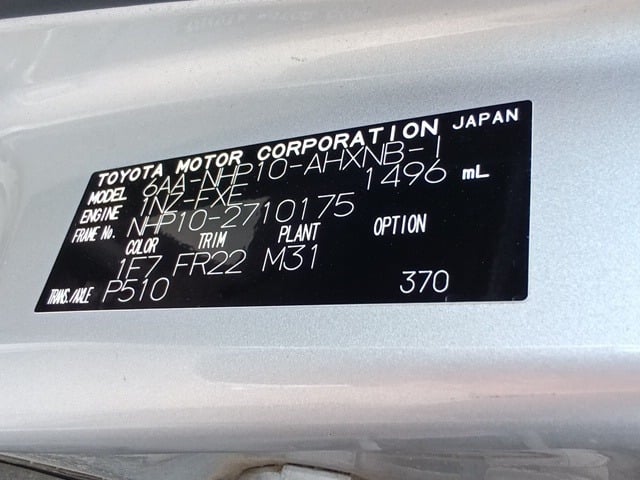 TOYOTA MOTOR CORPORATION JAPAN
MODEL 6AA-NHP10-AHXNB-1
ENGINE 1NZ-FXE 1496 mL
FRAME No. NHP10-2710175
COLOR TRIM PLANT OPTION
1F7 FR22 M31
TRANS./AXLE P510 370